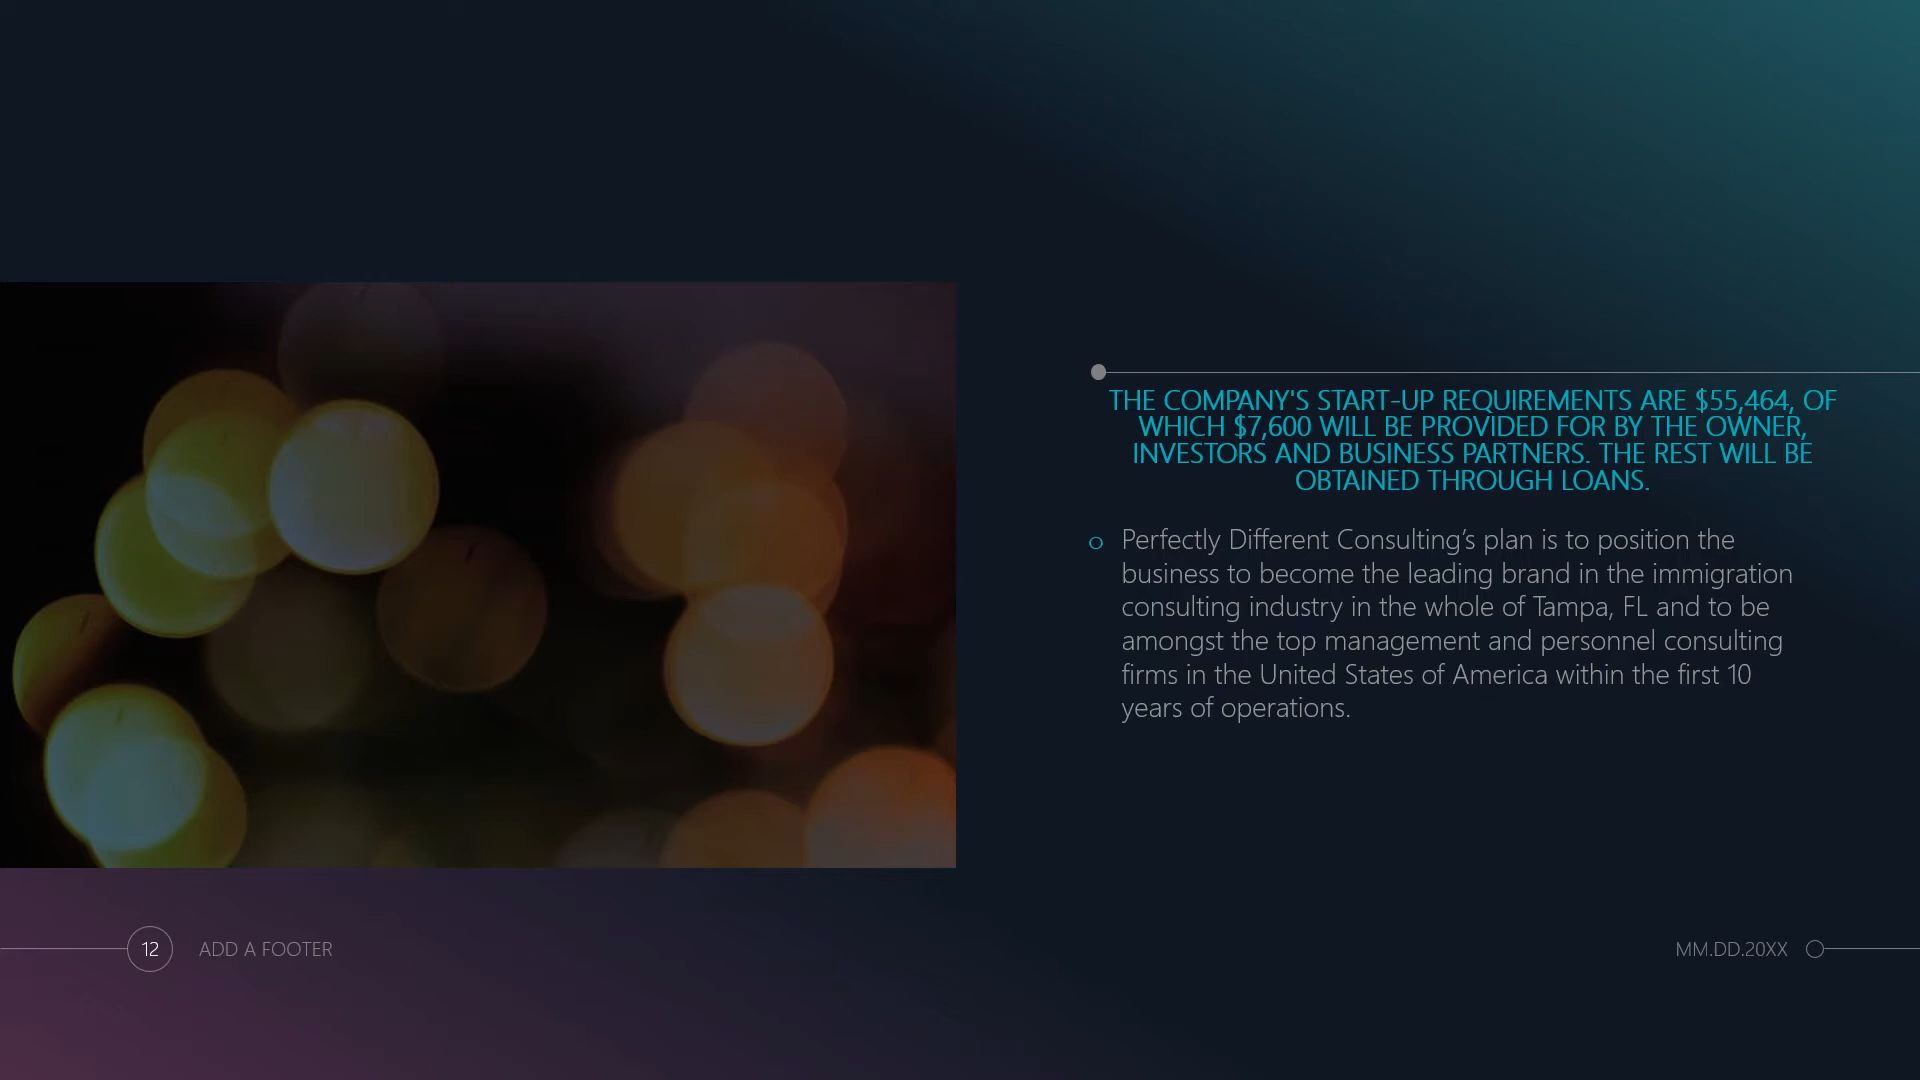 THE COMPANY'S START-UP REQUIREMENTS ARE $55,464, OF
WHICH $7,600 WILL BE PROVIDED FOR BY THE OWNER,
INVESTORS AND BUSINESS PARTNERS. THE REST WILL BE
OBTAINED THROUGH LOANS.
Perfectly Different Consulting’s plan is to position the
business to become the leading brand in the immigration
consulting industry in the whole of Tampa, FL and to be
amongst the top management and personnel consulting
firms in the United States of America within the first 10
years of operations.
12 ADD A FOOTER
MM.DD.20XX